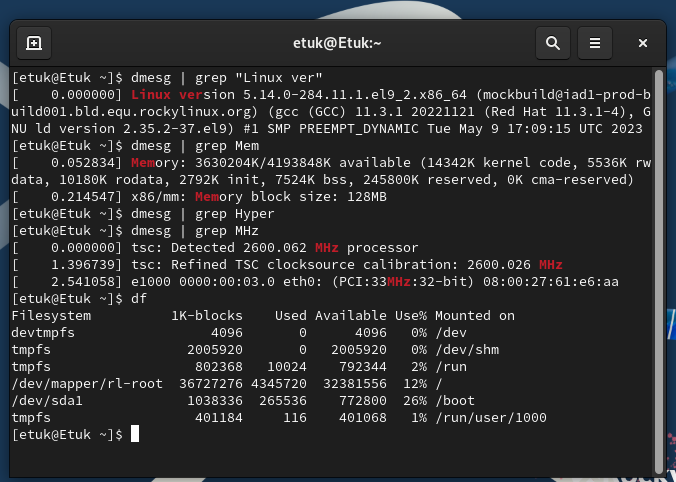 etuk@Etuk:~
[etuk@Etuk ~]$ dmesg | grep "Linux ver"
[    0.000000] Linux version 5.14.0-284.11.1.el9_2.x86_64 (mockbuild@iad1-prod-b
uild001.bld.equ.rockylinux.org) (gcc (GCC) 11.3.1 20221121 (Red Hat 11.3.1-4), G
NU ld version 2.35.2-37.el9) #1 SMP PREEMPT_DYNAMIC Tue May 9 17:09:15 UTC 2023
[etuk@Etuk ~]$ dmesg | grep Mem
[    0.052834] Memory: 3630204K/4193848K available (14342K kernel code, 5536K rw
data, 10180K rodata, 2792K init, 7524K bss, 245800K reserved, 0K cma-reserved)
[    0.214547] x86/mm: Memory block size: 128MB
[etuk@Etuk ~]$ dmesg | grep Hyper
[etuk@Etuk ~]$ dmesg | grep MHz
[    0.000000] tsc: Detected 2600.062 MHz processor
[    1.396739] tsc: Refined TSC clocksource calibration: 2600.026 MHz
[    2.541058] e1000 0000:00:03.0 eth0: (PCI:33MHz:32-bit) 08:00:27:61:e6:aa
[etuk@Etuk ~]$ df
Filesystem          1K-blocks    Used Available Use% Mounted on
devtmpfs                 4096       0      4096   0% /dev
tmpfs                 2005920       0   2005920   0% /dev/shm
tmpfs                  802368   10024    792344   2% /run
/dev/mapper/rl-root  36727276 4345720  32381556  12% /
/dev/sda1             1038336  265536    772800  26% /boot
tmpfs                  401184     116    401068   1% /run/user/1000
[etuk@Etuk ~]$